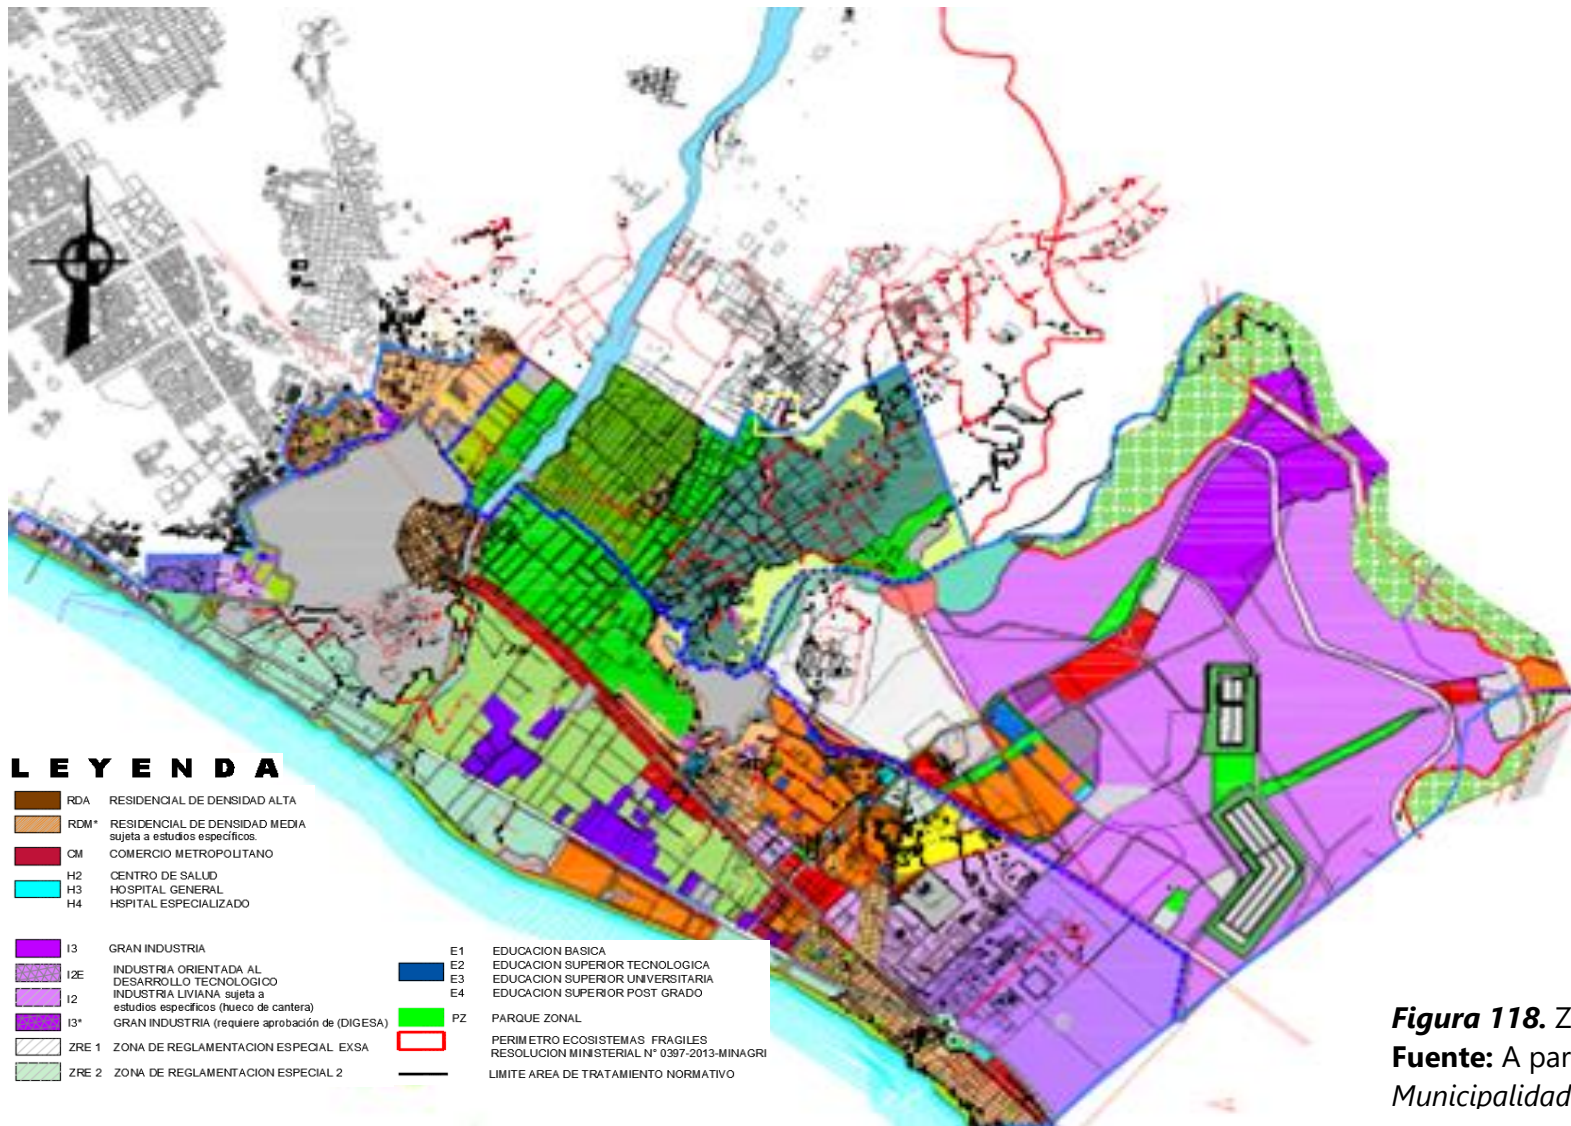 LEYENDA
RDA RESIDENCIAL DE DENSIDAD ALTA
RDM* RESIDENCIAL DE DENSIDAD MEDIA
sujeta a estudios específicos.
CM COMERCIO METROPOLITANO
H2 CENTRO DE SALUD
H3 HOSPITAL GENERAL
H4 HSPITAL ESPECIALIZADO
I3 GRAN INDUSTRIA
I2E INDUSTRIA ORIENTADA AL
DESARROLLO TECNOLOGICO
I2 INDUSTRIA LIVIANA sujeta a
estudios especificos (hueco de cantera)
I3* GRAN INDUSTRIA (requiere aprobación de (DIGESA)
ZRE 1 ZONA DE REGLAMENTACION ESPECIAL EXSA
ZRE 2 ZONA DE REGLAMENTACION ESPECIAL 2
E1 EDUCACION BASICA
E2 EDUCACION SUPERIOR TECNOLOGICA
E3 EDUCACION SUPERIOR UNIVERSITARIA
E4 EDUCACION SUPERIOR POST GRADO
PZ PARQUE ZONAL
PERIMETRO ECOSISTEMAS FRAGILES
RESOLUCION MINISTERIAL N° 0397-2013-MINAGRI
LIMITE AREA DE TRATAMIENTO NORMATIVO
Figura 118. Z
Fuente: A par
Municipalidad